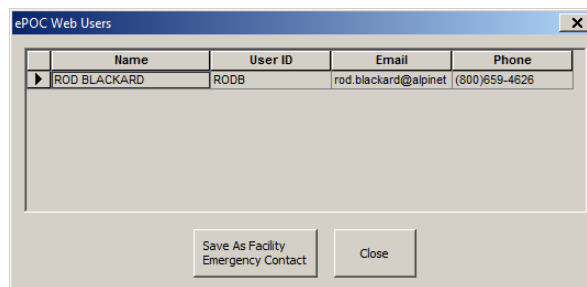 ePOC Web Users
Name User ID Email Phone
ROD BLACKARD RODB rod.blackard@alpinet (800)659-4626
Save As Facility
Emergency Contact
Close